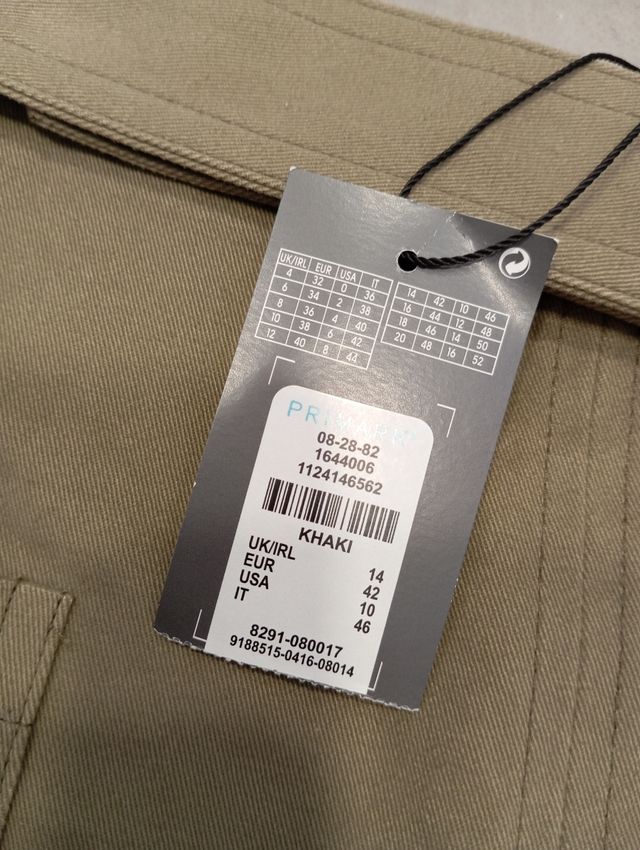 UK/IRL EUR USA IT
4 32 0 36
6 34 2 38
8 36 4 40
10 38 6 42
12 40 8 44
14 42 10 46
16 44 12 48
18 46 14 50
20 48 16 52
PRIMARK
08-28-82
1644006
1124146562
KHAKI
UK/IRL 14
EUR 42
USA 10
IT 46
8291-080017
9188515-0416-08014